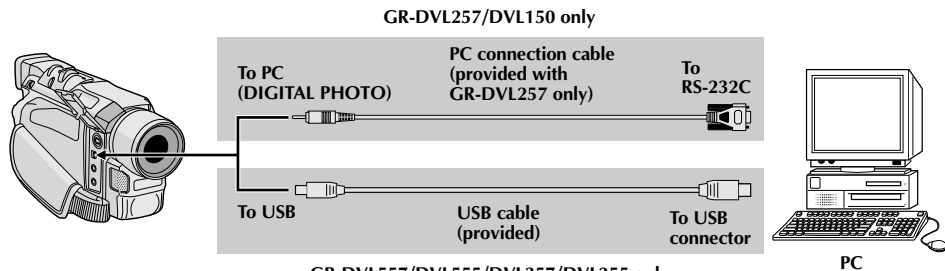 GR-DVL257/DVL150 only
To PC
(DIGITAL PHOTO)
PC connection cable
(provided with
GR-DVL257 only)
To
RS-232C
To USB
USB cable
(provided)
To USB
connector
PC